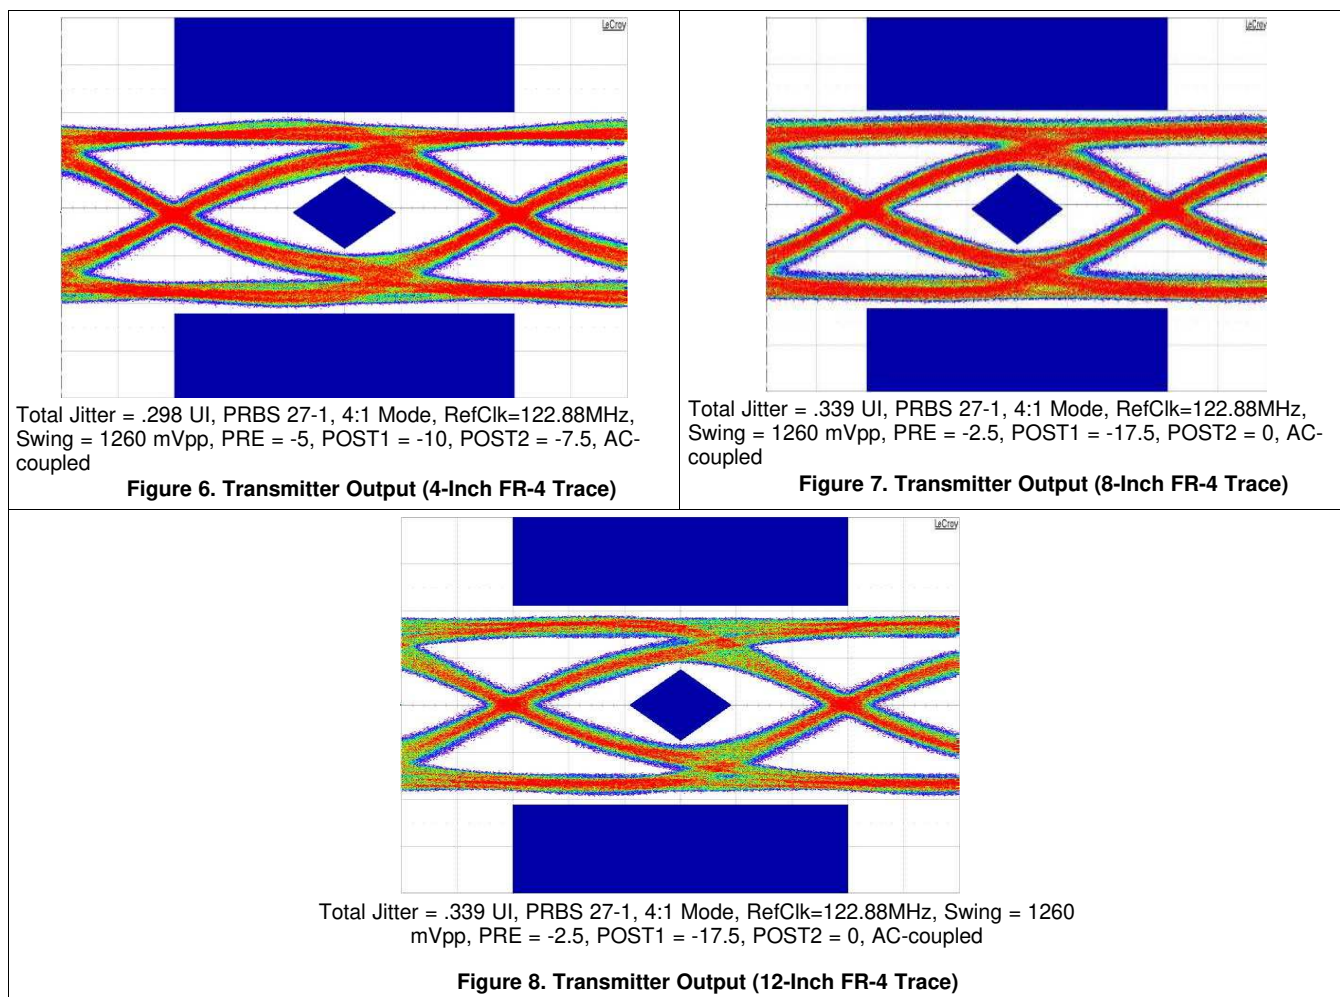 LeCroy
Total Jitter = .298 UI, PRBS 27-1, 4:1 Mode, RefClk=122.88MHz,
Swing = 1260 mVpp, PRE = -5, POST1 = -10, POST2 = -7.5, AC-
coupled
Figure 6. Transmitter Output (4-Inch FR-4 Trace)
LeCroy
Total Jitter = .339 UI, PRBS 27-1, 4:1 Mode, RefClk=122.88MHz,
Swing = 1260 mVpp, PRE = -2.5, POST1 = -17.5, POST2 = 0, AC-
coupled
Figure 7. Transmitter Output (8-Inch FR-4 Trace)
LeCroy
Total Jitter = .339 UI, PRBS 27-1, 4:1 Mode, RefClk=122.88MHz, Swing = 1260
mVpp, PRE = -2.5, POST1 = -17.5, POST2 = 0, AC-coupled
Figure 8. Transmitter Output (12-Inch FR-4 Trace)